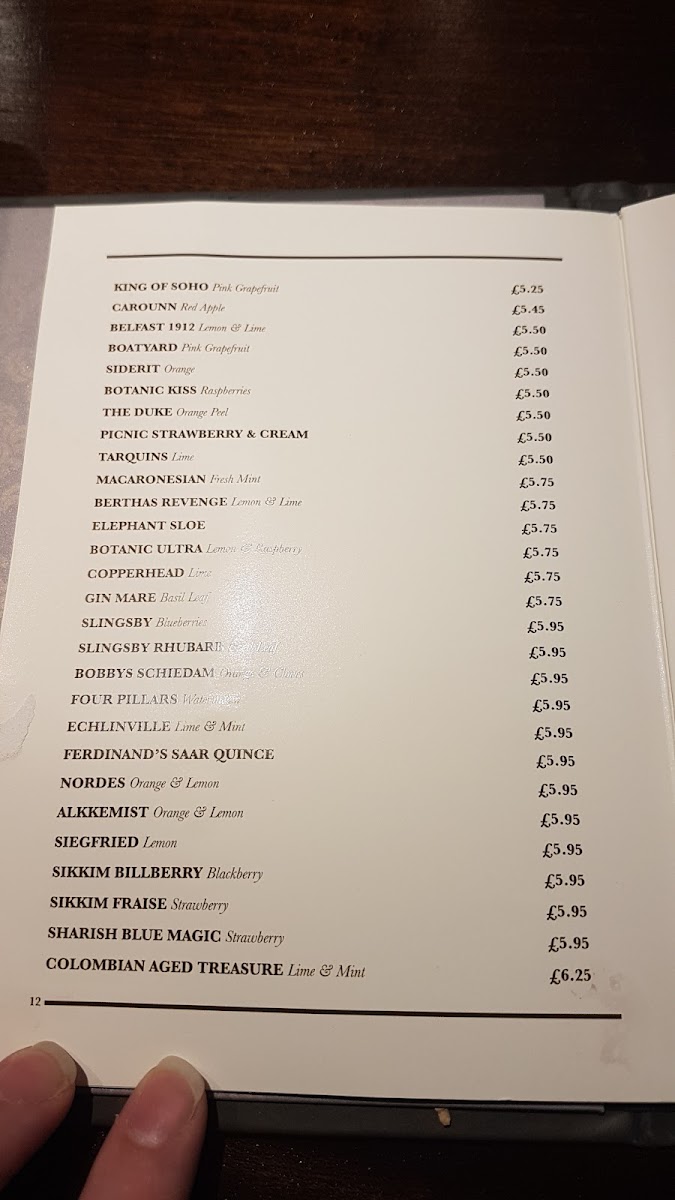 KING OF SOHO Pink Grapefruit £5.25
CAROUNN Red Apple £5.45
BELFAST 1912 Lemon & Lime £5.50
BOATYARD Pink Grapefruit £5.50
SIDERIT Orange £5.50
BOTANIC KISS Raspberries £5.50
THE DUKE Orange Peel £5.50
PICNIC STRAWBERRY & CREAM £5.50
TARQUINS Lime £5.50
MACARONESIAN Fresh Mint £5.75
BERTHAS REVENGE Lemon & Lime £5.75
ELEPHANT SLOE £5.75
BOTANIC ULTRA Lemon & Raspberry £5.75
COPPERHEAD Lime £5.75
GIN MARE Basil Leaf £5.75
SLINGSBY Blueberries £5.95
SLINGSBY RHUBARB £5.95
BOBBYS SCHIEDAM Orange & Cloves £5.95
FOUR PILLARS £5.95
ECHLINVILLE Lime & Mint £5.95
FERDINAND'S SAAR QUINCE £5.95
NORDES Orange & Lemon £5.95
ALKKEMIST Orange & Lemon £5.95
SIEGFRIED Lemon £5.95
SIKKIM BILLBERRY Blackberry £5.95
SIKKIM FRAISE Strawberry £5.95
SHARISH BLUE MAGIC Strawberry £5.95
COLOMBIAN AGED TREASURE Lime & Mint £6.25
12